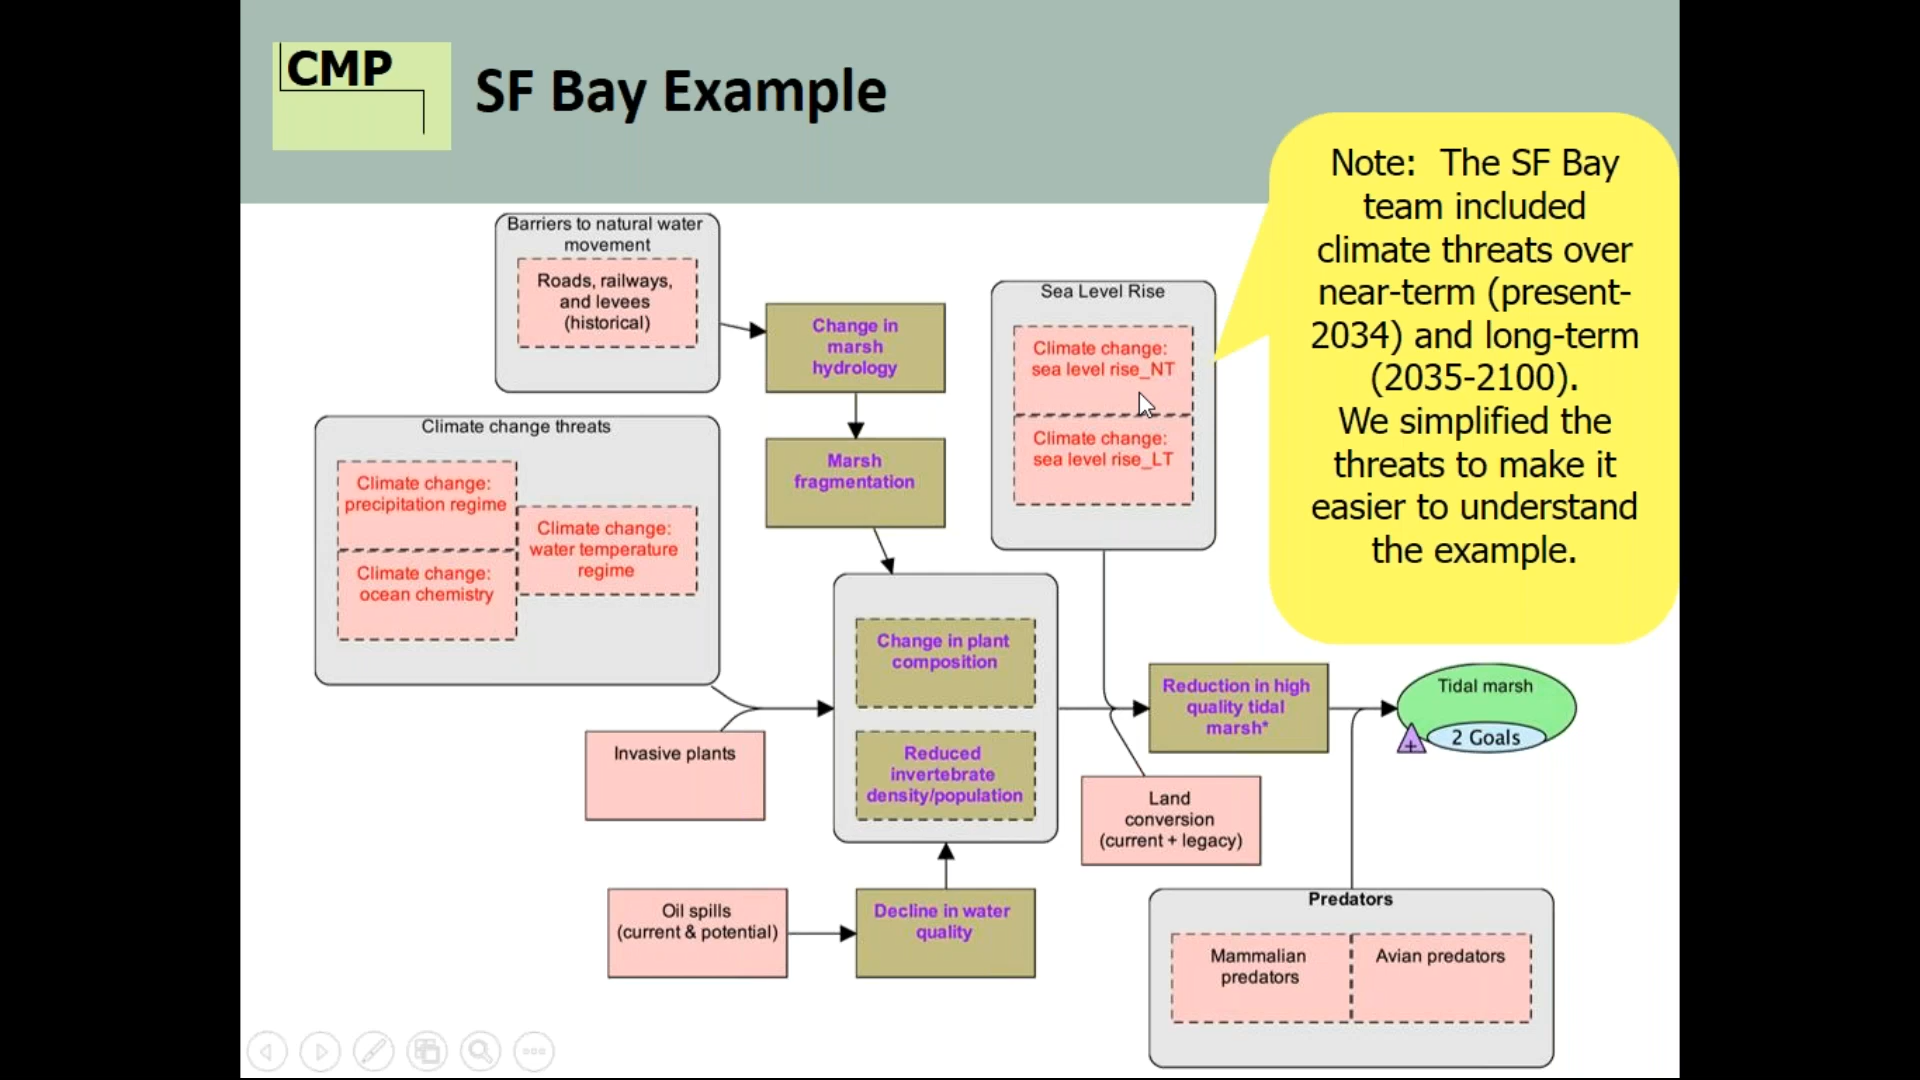 CMP
SF Bay Example
Note: The SF Bay
team included
climate threats over
near-term (present-
2034) and long-term
(2035-2100).
We simplified the
threats to make it
easier to understand
the example.
Barriers to natural water
movement
Roads, railways,
and levees
(historical)
Change in
marsh
hydrology
Sea Level Rise
Climate change:
sea level rise_NT
Climate change:
sea level rise_LT
Climate change threats
Climate change:
precipitation regime
Climate change:
water temperature
regime
Climate change:
ocean chemistry
Marsh
fragmentation
Change in plant
composition
Reduced
invertebrate
density/population
Reduction in high
quality tidal
marsh*
Tidal marsh
2 Goals
Invasive plants
Land
conversion
(current + legacy)
Oil spills
(current & potential)
Decline in water
quality
Predators
Mammalian
predators
Avian predators